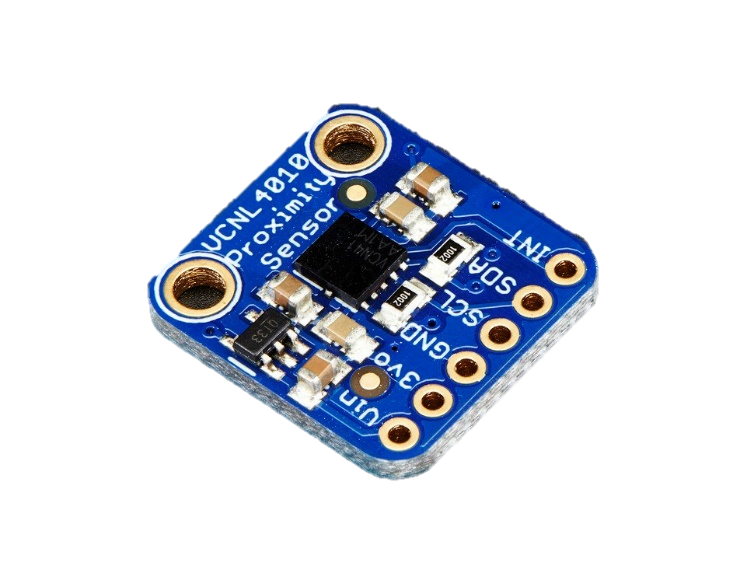 VCNL4010
Proximity
Sensor
INT
SDA
SCL
GND
3vo
Vin
1002
1002